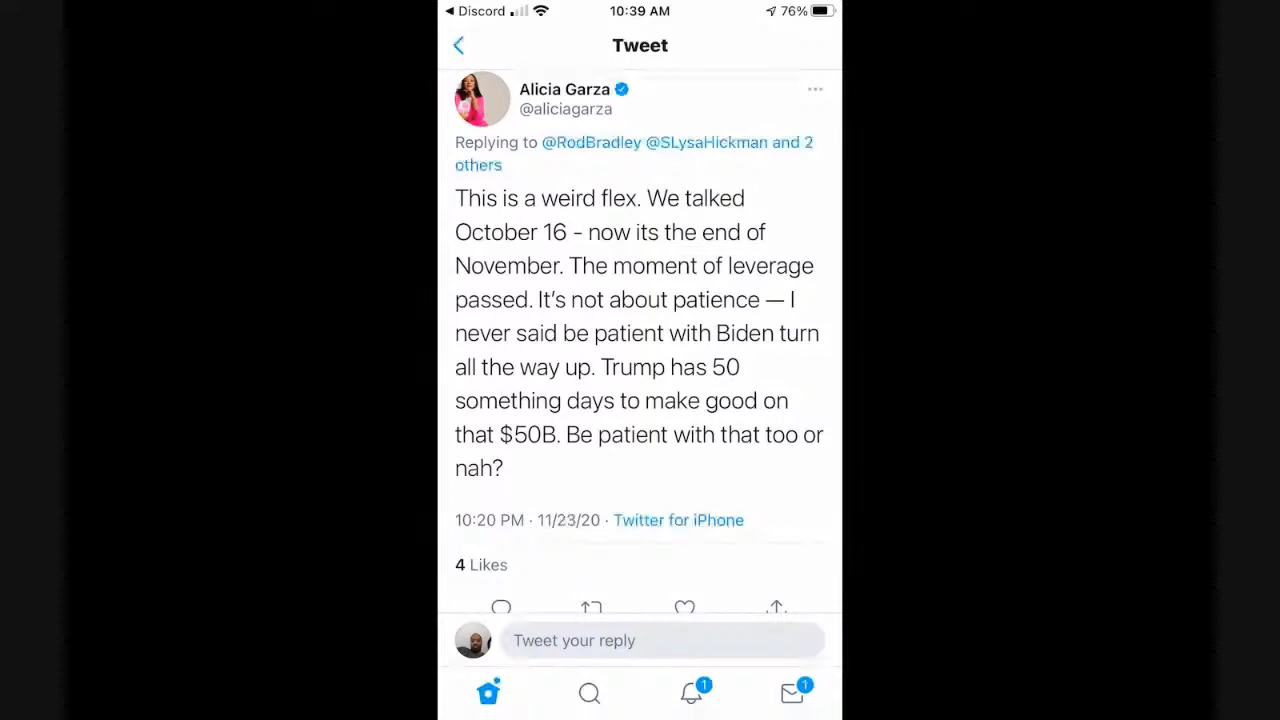 Discord
10:39 AM
76%
Tweet
Alicia Garza
@aliciagarza
Replying to @RodBradley @SLysaHickman and 2
others
This is a weird flex. We talked
October 16 - now its the end of
November. The moment of leverage
passed. It's not about patience — I
never said be patient with Biden turn
all the way up. Trump has 50
something days to make good on
that $50B. Be patient with that too or
nah?
10:20 PM · 11/23/20 · Twitter for iPhone
4 Likes
Tweet your reply
1
1